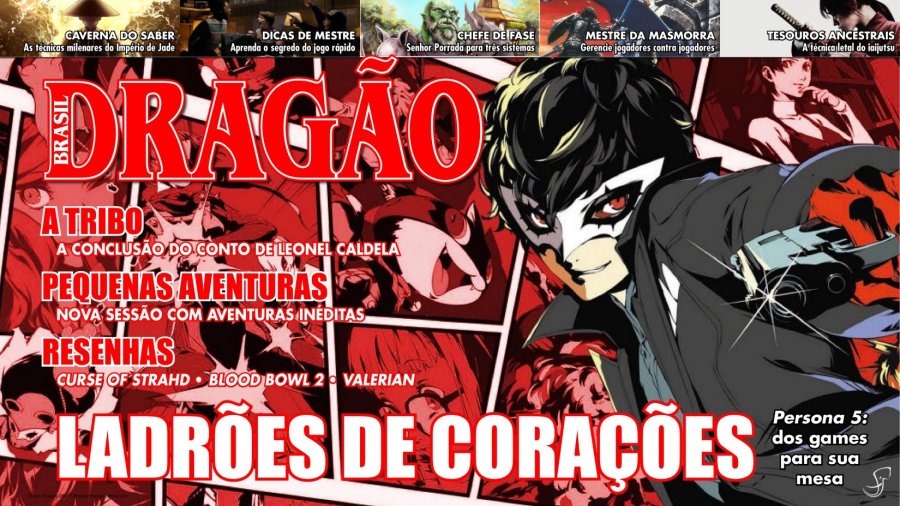 CAVERNA DO SABER
As técnicas milenares do Império de Jade
DICAS DE MESTRE
Aprenda o segredo do jogo rápido
CHEFE DE FASE
Senhor Porrada para três sistemas
MESTRE DA MASMORRA
Gerencie jogadores contra jogadores
TESOUROS ANCESTRAIS
A técnica letal do iaijutsu
BRASIL
DRAGÃO
A TRIBO
A CONCLUSÃO DO CONTO DE LEONEL CALDELA
PEQUENAS AVENTURAS
NOVA SESSÃO COM AVENTURAS INÉDITAS
RESENHAS
CURSE OF STRAHD • BLOOD BOWL 2 • VALERIAN
LADRÕES DE CORAÇÕES
Persona 5:
dos games
para sua
mesa